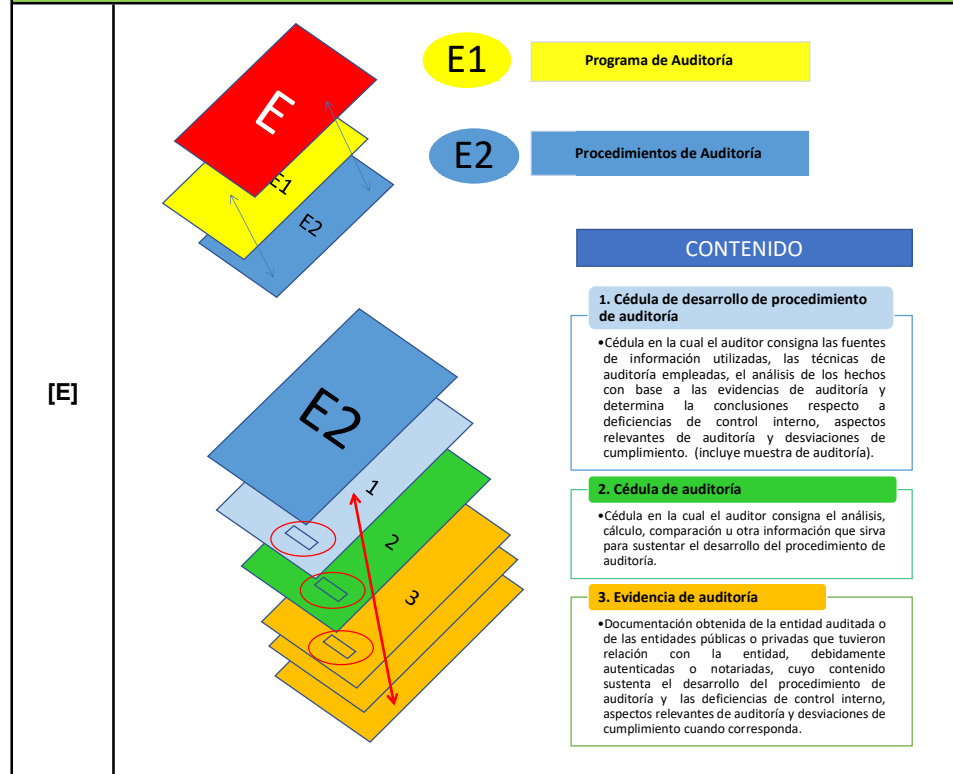 [E]
E
E1
E2
E1
Programa de Auditoría
E2
Procedimientos de Auditoría
CONTENIDO
1. Cédula de desarrollo de procedimiento
de auditoría
•Cédula en la cual el auditor consigna las fuentes
de información utilizadas, las técnicas de
auditoría empleadas, el análisis de los hechos
con base a las evidencias de auditoría y
determina la conclusiones respecto a
deficiencias de control interno, aspectos
relevantes de auditoría y desviaciones de
cumplimiento. (incluye muestra de auditoría).
2. Cédula de auditoría
•Cédula en la cual el auditor consigna el análisis,
cálculo, comparación u otra información que sirva
para sustentar el desarrollo del procedimiento de
auditoría.
3. Evidencia de auditoría
•Documentación obtenida de la entidad auditada o
de las entidades públicas o privadas que tuvieron
relación con la entidad, debidamente
autenticadas o notariadas, cuyo contenido
sustenta el desarrollo del procedimiento de
auditoría y las deficiencias de control interno,
aspectos relevantes de auditoría y desviaciones de
cumplimiento cuando corresponda.
E2
1
2
3